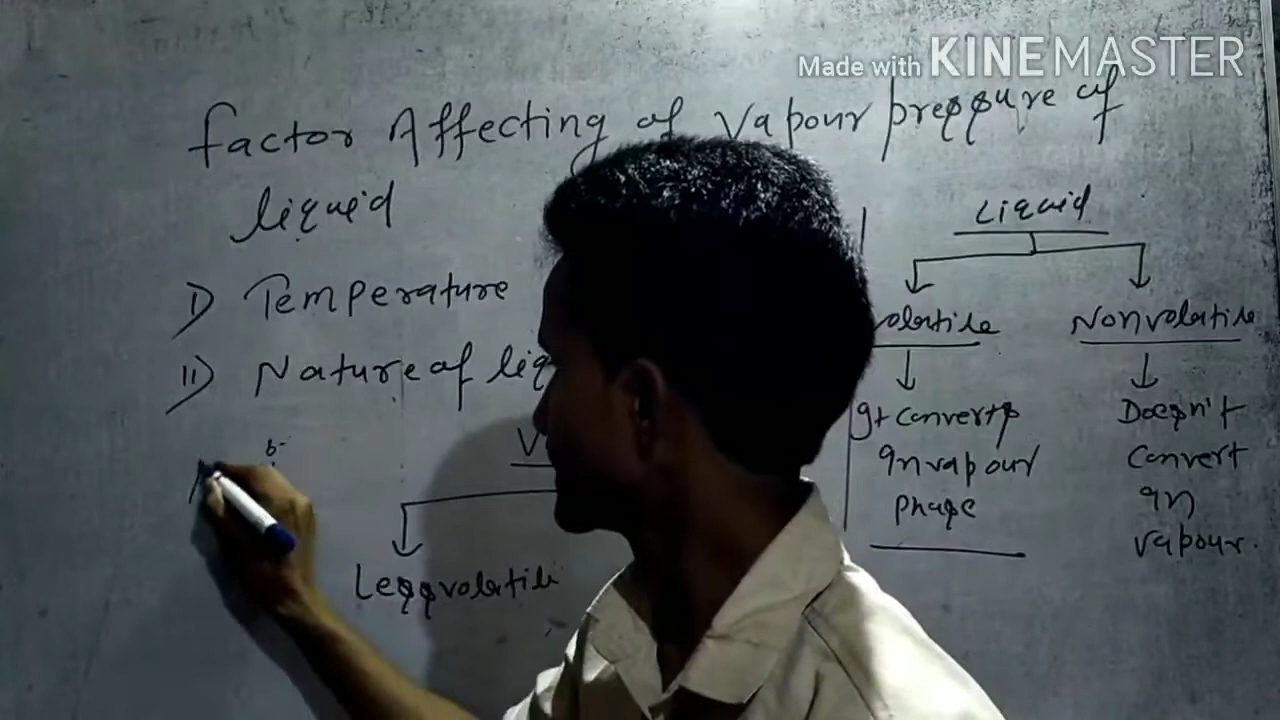 Made with KINEMASTER
Factor Affecting of Vapour pressure of
liquid
I) Temperature
II) Nature of liq
V
Less volatile
Liquid
olatile
Nonvolatile
It converts
in vapour
phase
Doesn't
convert
in
vapour.